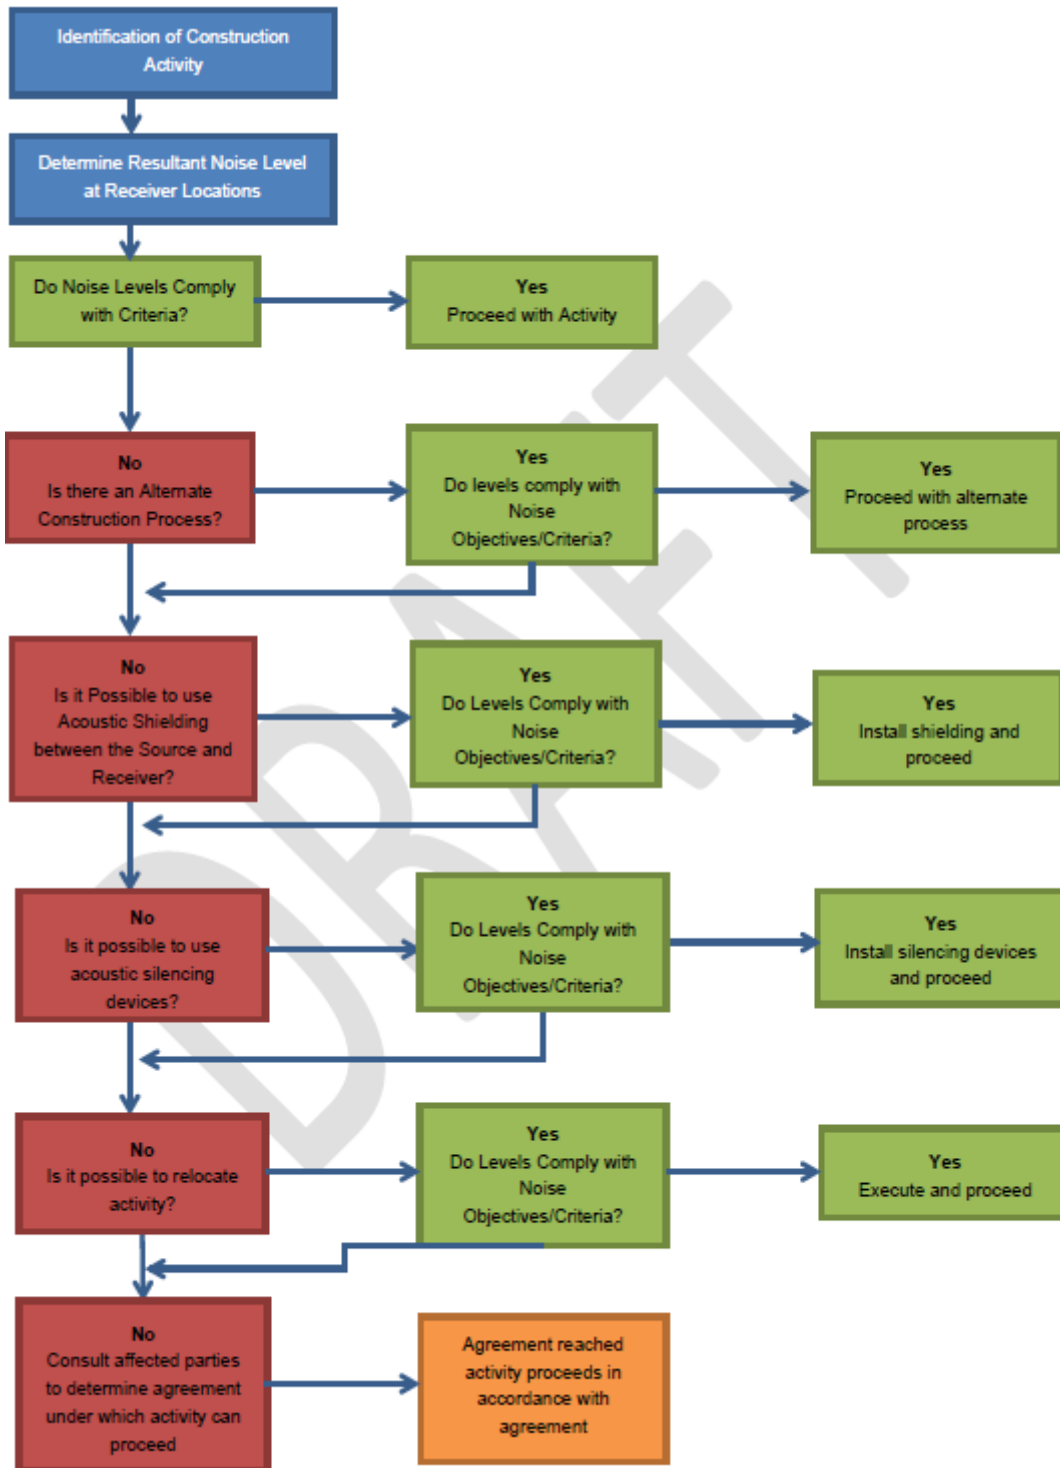 Identification of Construction
Activity
Determine Resultant Noise Level
at Receiver Locations
Do Noise Levels Comply
with Criteria?
Yes
Proceed with Activity
No
Is there an Alternate
Construction Process?
Yes
Do levels comply with
Noise
Objectives/Criteria?
Yes
Proceed with alternate
process
No
Is it Possible to use
Acoustic Shielding
between the Source and
Receiver?
Yes
Do Levels Comply with
Noise
Objectives/Criteria?
Yes
Install shielding and
proceed
No
Is it possible to use
acoustic silencing
devices?
Yes
Do Levels Comply with
Noise
Objectives/Criteria?
Yes
Install silencing devices
and proceed
No
Is it possible to relocate
activity?
Yes
Do Levels Comply with
Noise
Objectives/Criteria?
Yes
Execute and proceed
No
Consult affected parties
to determine agreement
under which activity can
proceed
Agreement reached
activity proceeds in
accordance with
agreement
DRAFT